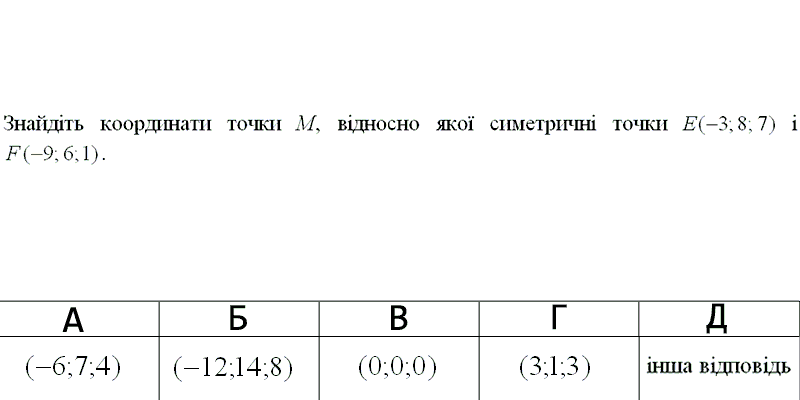 Знайдіть координати точки M, відносно якої симетричні точки E(−3; 8; 7) і
F(−9; 6; 1).
А Б В Г Д
(−6;7;4) (−12;14;8) (0;0;0) (3;1;3) інша відповідь